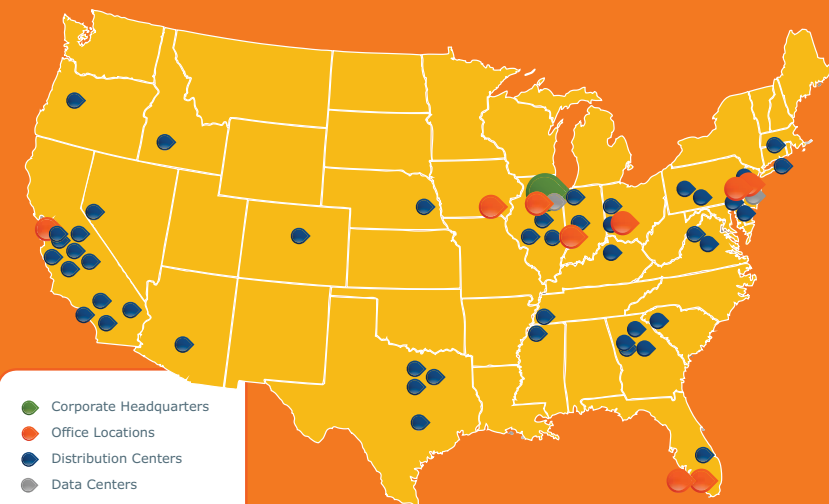 Corporate Headquarters
Office Locations
Distribution Centers
Data Centers